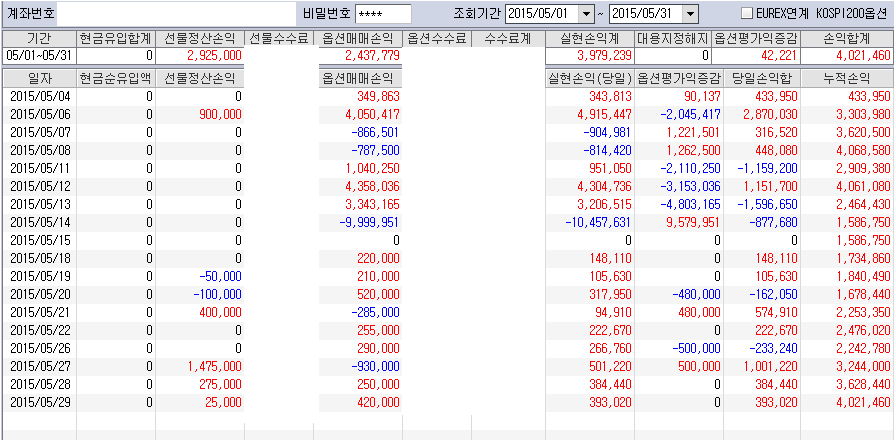 계좌번호 비밀번호 **** 조회기간 2015/05/01 ~ 2015/05/31 EUREX연계 KOSPI200옵션
기간 현금유입합계 선물정산손익 선물수수료 옵션매매손익 옵션수수료 수수료계 실현손익계 대용지정해지 옵션평가익증감 손익합계
05/01~05/31 0 2,925,000 2,437,779 3,979,239 0 42,221 4,021,460
일자 현금순유입액 선물정산손익 옵션매매손익 실현손익(당일) 옵션평가익증감 당일손익합 누적손익
2015/05/04 0 0 349,863 343,813 90,137 433,950 433,950
2015/05/06 0 900,000 4,050,417 4,915,447 -2,045,417 2,870,030 3,303,980
2015/05/07 0 0 -866,501 -904,981 1,221,501 316,520 3,620,500
2015/05/08 0 0 -787,500 -814,420 1,262,500 448,080 4,068,580
2015/05/11 0 0 1,040,250 951,050 -2,110,250 -1,159,200 2,909,380
2015/05/12 0 0 4,358,036 4,304,736 -3,153,036 1,151,700 4,061,080
2015/05/13 0 0 3,343,165 3,206,515 -4,803,165 -1,596,650 2,464,430
2015/05/14 0 0 -9,999,951 -10,457,631 9,579,951 -877,680 1,586,750
2015/05/15 0 0 0 0 0 0 1,586,750
2015/05/18 0 0 220,000 148,110 0 148,110 1,734,860
2015/05/19 0 -50,000 210,000 105,630 0 105,630 1,840,490
2015/05/20 0 -100,000 520,000 317,950 -480,000 -162,050 1,678,440
2015/05/21 0 400,000 -285,000 94,910 480,000 574,910 2,253,350
2015/05/22 0 0 255,000 222,670 0 222,670 2,476,020
2015/05/26 0 0 290,000 266,760 -500,000 -233,240 2,242,780
2015/05/27 0 1,475,000 -930,000 501,220 500,000 1,001,220 3,244,000
2015/05/28 0 275,000 250,000 384,440 0 384,440 3,628,440
2015/05/29 0 25,000 420,000 393,020 0 393,020 4,021,460